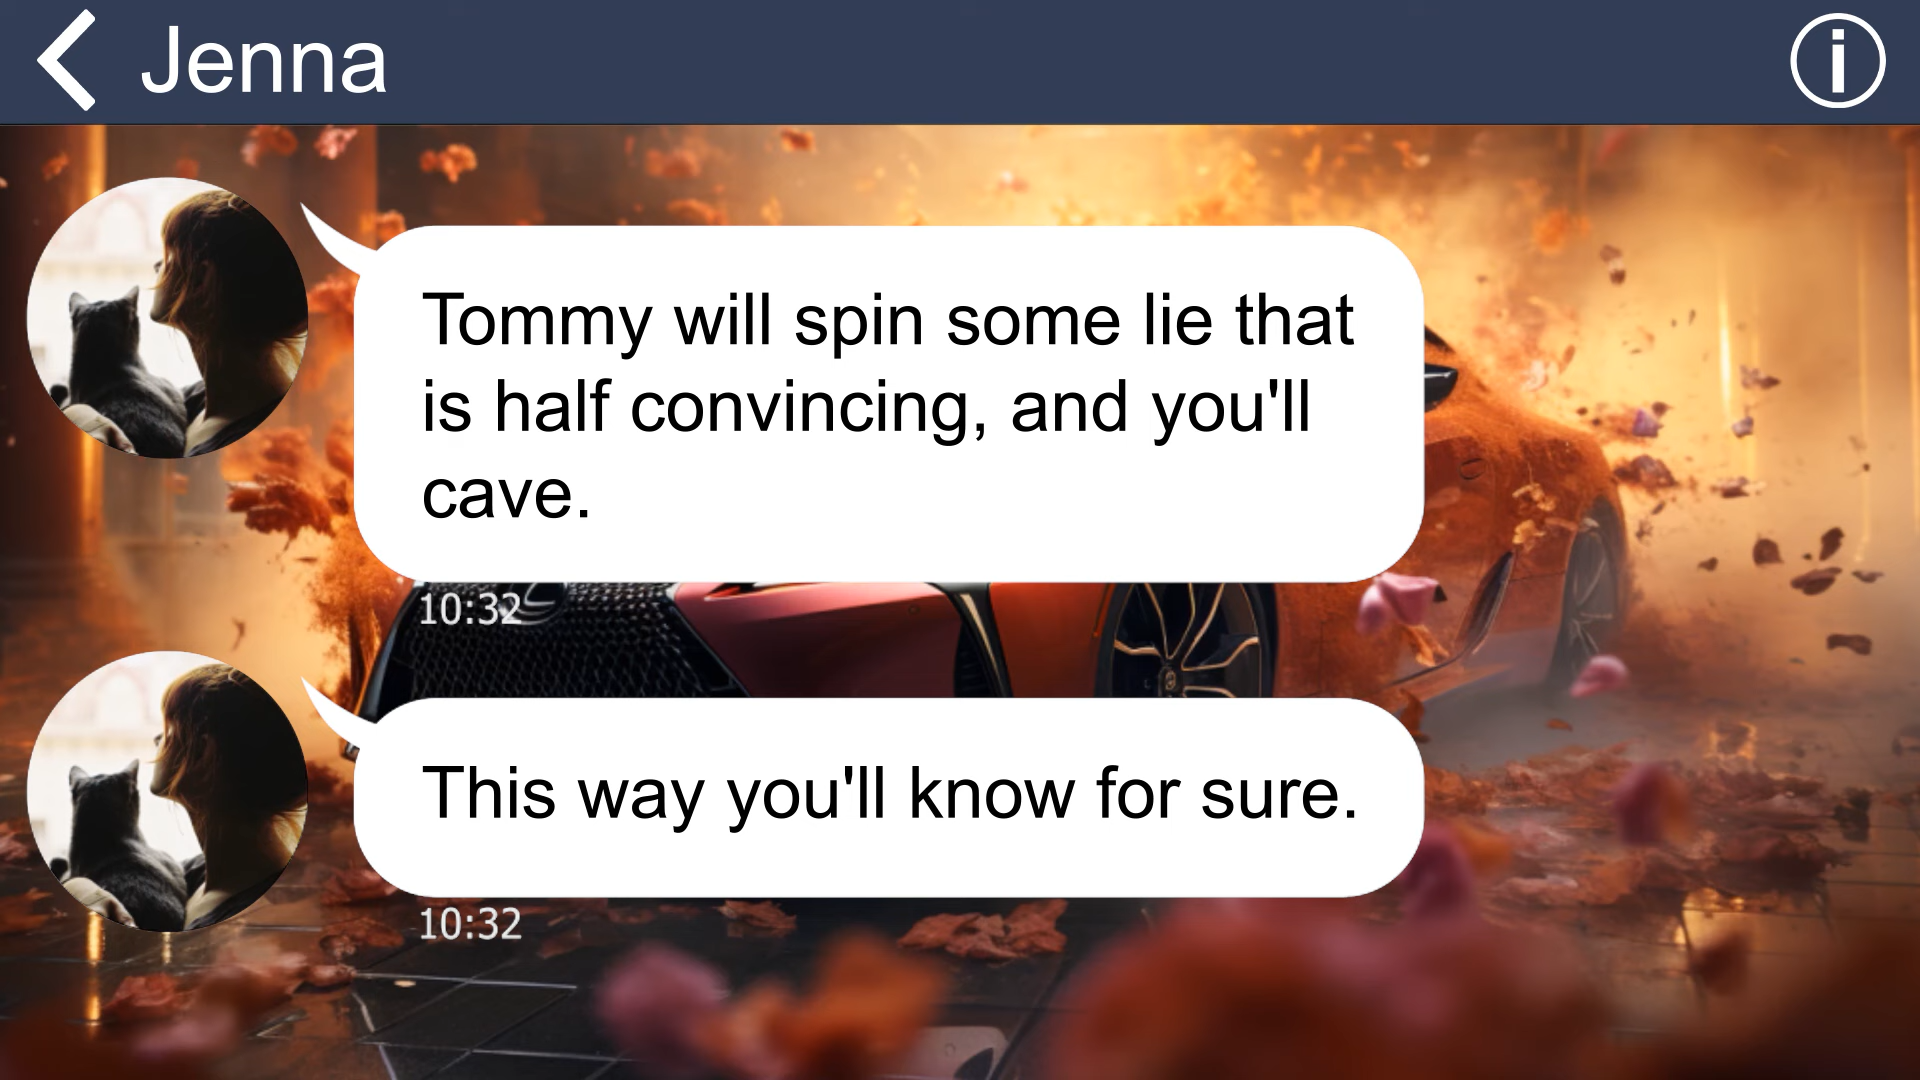 Jenna
Tommy will spin some lie that
is half convincing, and you'll
cave.
10:32
This way you'll know for sure.
10:32